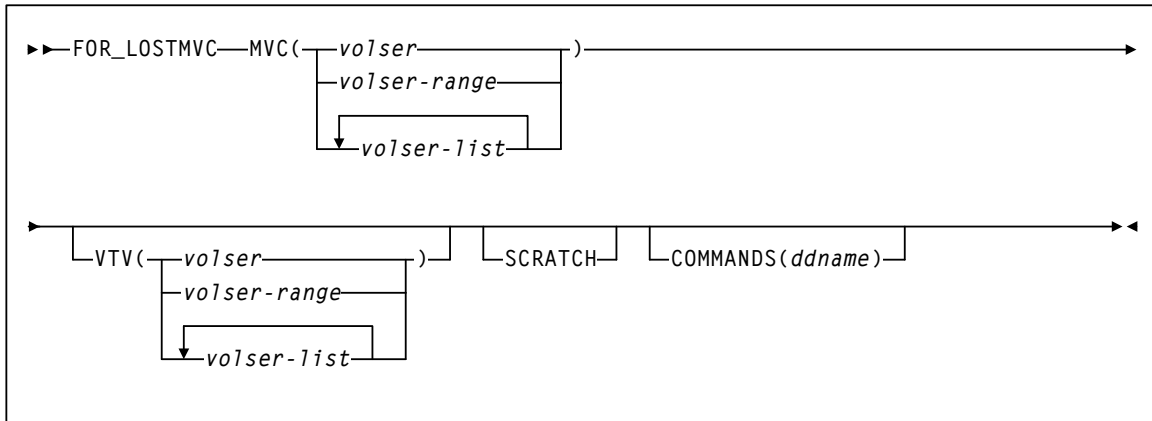 FOR_LOSTMVC MVC( volser )
volser-range
volser-list
VTV( volser ) SCRATCH COMMANDS(ddname)
volser-range
volser-list